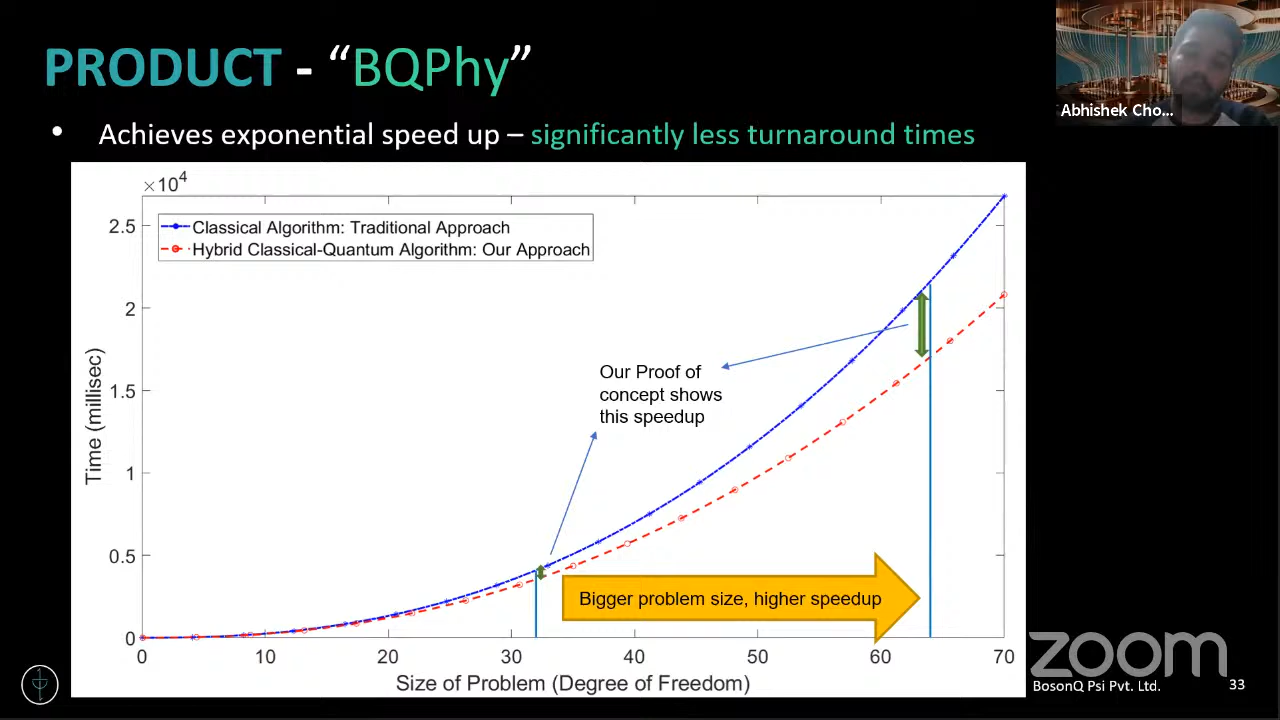 PRODUCT - “BQPhy”
Abhishek Cho...
• Achieves exponential speed up – significantly less turnaround times
×10⁴
2.5
2
1.5
1
0.5
0
Time (millisec)
Classical Algorithm: Traditional Approach
Hybrid Classical-Quantum Algorithm: Our Approach
Our Proof of
concept shows
this speedup
Bigger problem size, higher speedup
0 10 20 30 40 50 60 70
Size of Problem (Degree of Freedom)
zoom
BosonQ Psi Pvt. Ltd.
33